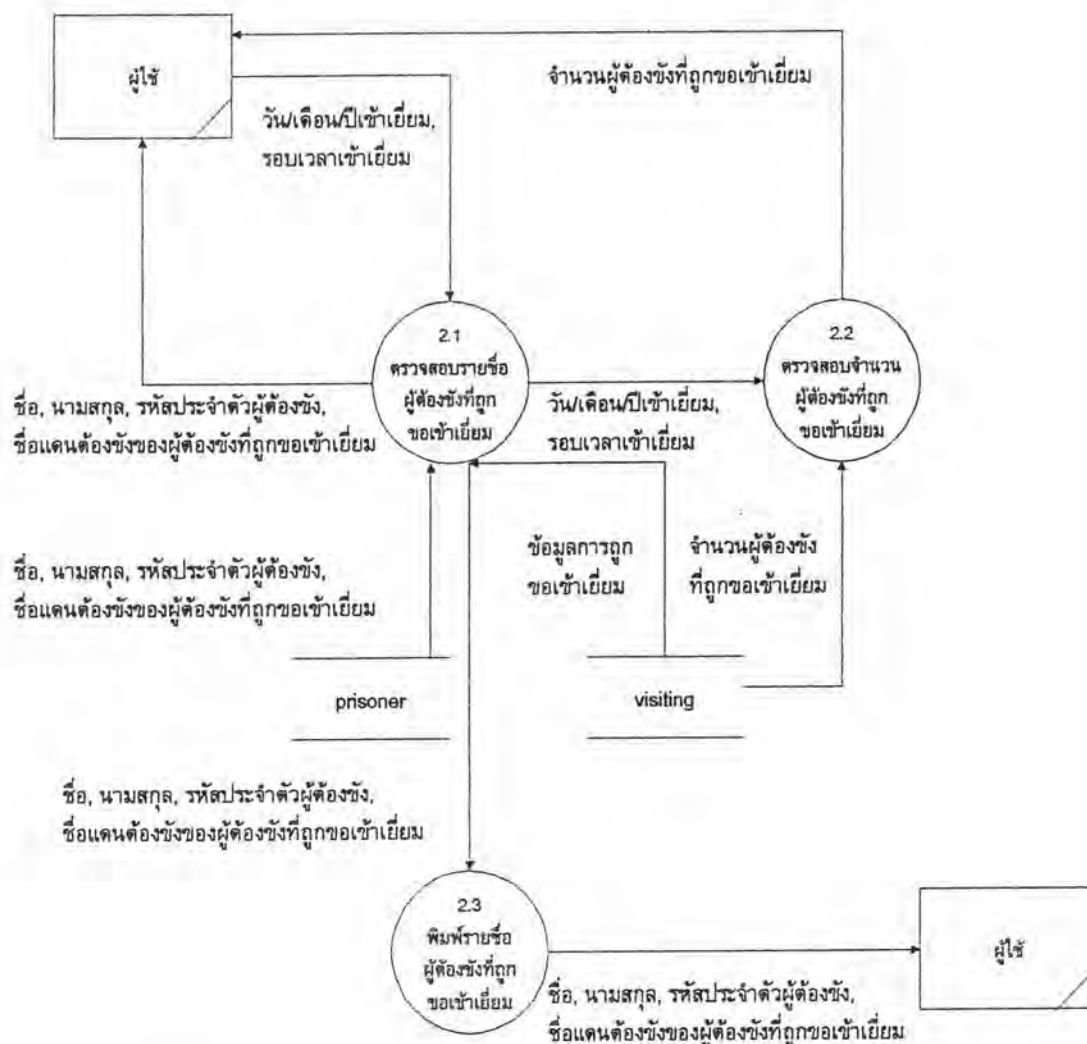 ผู้ใช้
จำนวนผู้ต้องขังที่ถูกขอเข้าเยี่ยม
วัน/เดือน/ปีเข้าเยี่ยม,
รอบเวลาเข้าเยี่ยม
2.1
ตรวจสอบรายชื่อ
ผู้ต้องขังที่ถูก
ขอเข้าเยี่ยม
2.2
ตรวจสอบจำนวน
ผู้ต้องขังที่ถูก
ขอเข้าเยี่ยม
ชื่อ, นามสกุล, รหัสประจำตัวผู้ต้องขัง,
ชื่อแดนต้องขังของผู้ต้องขังที่ถูกขอเข้าเยี่ยม
วัน/เดือน/ปีเข้าเยี่ยม,
รอบเวลาเข้าเยี่ยม
ชื่อ, นามสกุล, รหัสประจำตัวผู้ต้องขัง,
ชื่อแดนต้องขังของผู้ต้องขังที่ถูกขอเข้าเยี่ยม
ข้อมูลการถูก
ขอเข้าเยี่ยม
จำนวนผู้ต้องขัง
ที่ถูกขอเข้าเยี่ยม
prisoner
visiting
ชื่อ, นามสกุล, รหัสประจำตัวผู้ต้องขัง,
ชื่อแดนต้องขังของผู้ต้องขังที่ถูกขอเข้าเยี่ยม
2.3
พิมพ์รายชื่อ
ผู้ต้องขังที่ถูก
ขอเข้าเยี่ยม
ผู้ใช้
ชื่อ, นามสกุล, รหัสประจำตัวผู้ต้องขัง,
ชื่อแดนต้องขังของผู้ต้องขังที่ถูกขอเข้าเยี่ยม